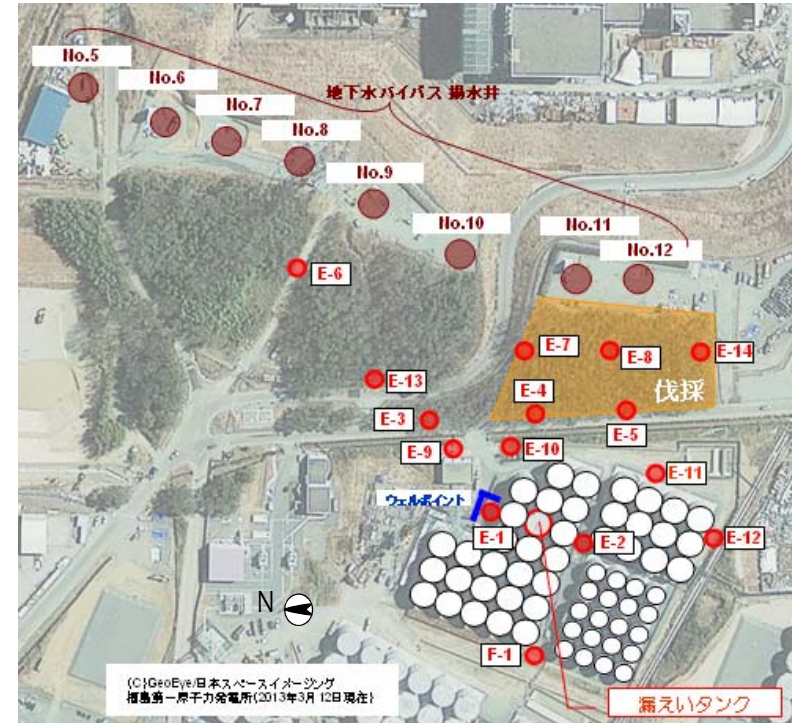 No.5
No.6
No.7
No.8
地下水バイパス 揚水井
No.9
No.10
No.11
No.12
E-6
E-7
E-8
E-14
E-13
伐採
E-4
E-3
E-5
E-9
E-10
E-11
ウェルポイント
E-1
E-2
E-12
N
F-1
(C)GeoEye/日本スペースイメージング
福島第一原子力発電所(2013年3月12日現在)
漏えいタンク